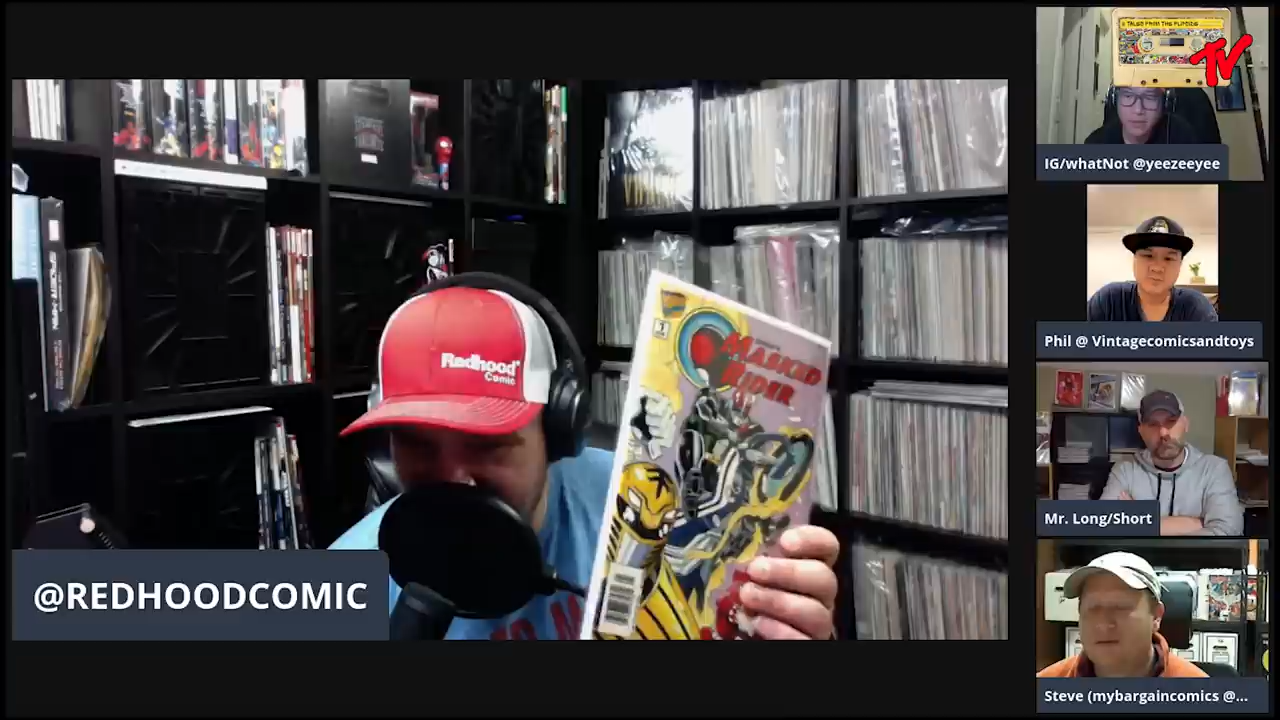 TALES FROM THE FLIPSIDE
TV
IG/whatNot @yeezeeyee
Phil @ Vintagecomicsandtoys
Mr. Long/Short
Steve (mybargaincomics @...
@REDHOODCOMIC
Redhood
Comic
1
MASKED
RIDER